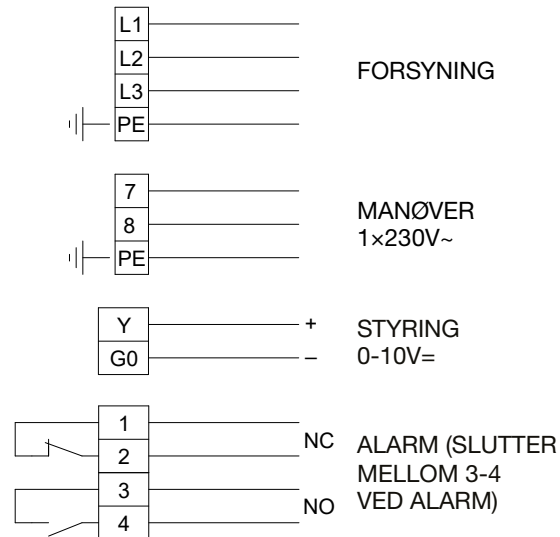 L1
L2
L3
PE
FORSYNING
7
8
PE
MANØVER
1×230V~
Y
G0
+
–
STYRING
0-10V=
1
2
3
4
NC
NO
ALARM (SLUTTER
MELLOM 3-4
VED ALARM)